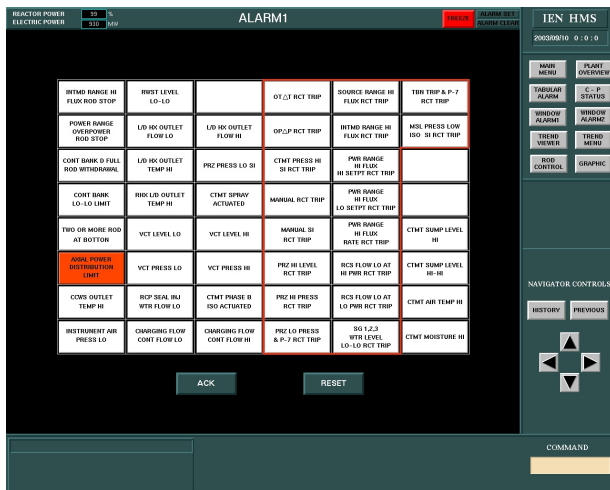 REACTOR POWER 99 %
ELECTRIC POWER 930 MW
ALARM1
FREEZE
ALARM SET
ALARM CLEAR
IEN HMS
2003/09/10 0 : 0 : 0
MAIN MENU
PLANT OVERVIEW
TABULAR ALARM
C - P STATUS
WINDOW ALARM1
WINDOW ALARM2
TREND VIEWER
TREND MENU
ROD CONTROL
GRAPHIC
INTMD RANGE HI
FLUX ROD STOP
RWST LEVEL
LO-LO
OT△T RCT TRIP
SOURCE RANGE HI
FLUX RCT TRIP
TBN TRIP & P-7
RCT TRIP
POWER RANGE
OVERPOWER
ROD STOP
L/D HX OUTLET
FLOW LO
L/D HX OUTLET
FLOW HI
OP△P RCT TRIP
INTMD RANGE HI
FLUX RCT TRIP
MSL PRESS LOW
ISO SI RCT TRIP
CONT BANK D FULL
ROD WITHDRAWAL
L/D HX OUTLET
TEMP HI
PRZ PRESS LO SI
CTMT PRESS HI
SI RCT TRIP
PWR RANGE
HI FLUX
HI SETPT RCT TRIP
CONT BANK
LO-LO LIMIT
RHX L/D OUTLET
TEMP HI
CTMT SPRAY
ACTUATED
MANUAL RCT TRIP
PWR RANGE
HI FLUX
LO SETPT RCT TRIP
TWO OR MORE ROD
AT BOTTON
VCT LEVEL LO
VCT LEVEL HI
MANUAL SI
RCT TRIP
PWR RANGE
HI FLUX
RATE RCT TRIP
CTMT SUMP LEVEL
HI
AXIAL POWER
DISTRIBUTION
LIMIT
VCT PRESS LO
VCT PRESS HI
PRZ HI LEVEL
RCT TRIP
RCS FLOW LO AT
HI PWR RCT TRIP
CTMT SUMP LEVEL
HI-HI
CCWS OUTLET
TEMP HI
RCP SEAL INJ
WTR FLOW LO
CTMT PHASE B
ISO ACTUATED
PRZ HI PRESS
RCT TRIP
RCS FLOW LO AT
LO PWR RCT TRIP
CTMT AIR TEMP HI
INSTRUNENT AIR
PRESS LO
CHARGING FLOW
CONT FLOW LO
CHARGING FLOW
CONT FLOW HI
PRZ LO PRESS
& P-7 RCT TRIP
SG 1,2,3
WTR LEVEL
LO-LO RCT TRIP
CTMT MOISTURE HI
ACK
RESET
NAVIGATOR CONTROLS
HISTORY
PREVIOUS
COMMAND